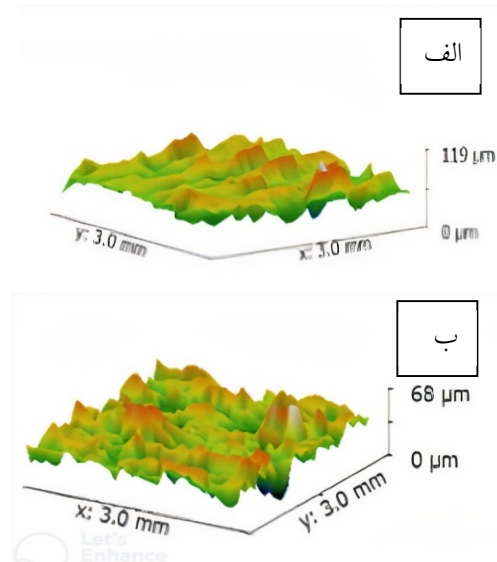 الف
119 µm
0 µm
y: 3.0 mm
x: 3.0 mm
ب
68 µm
0 µm
x: 3.0 mm
y: 3.0 mm
Let's
Enhance